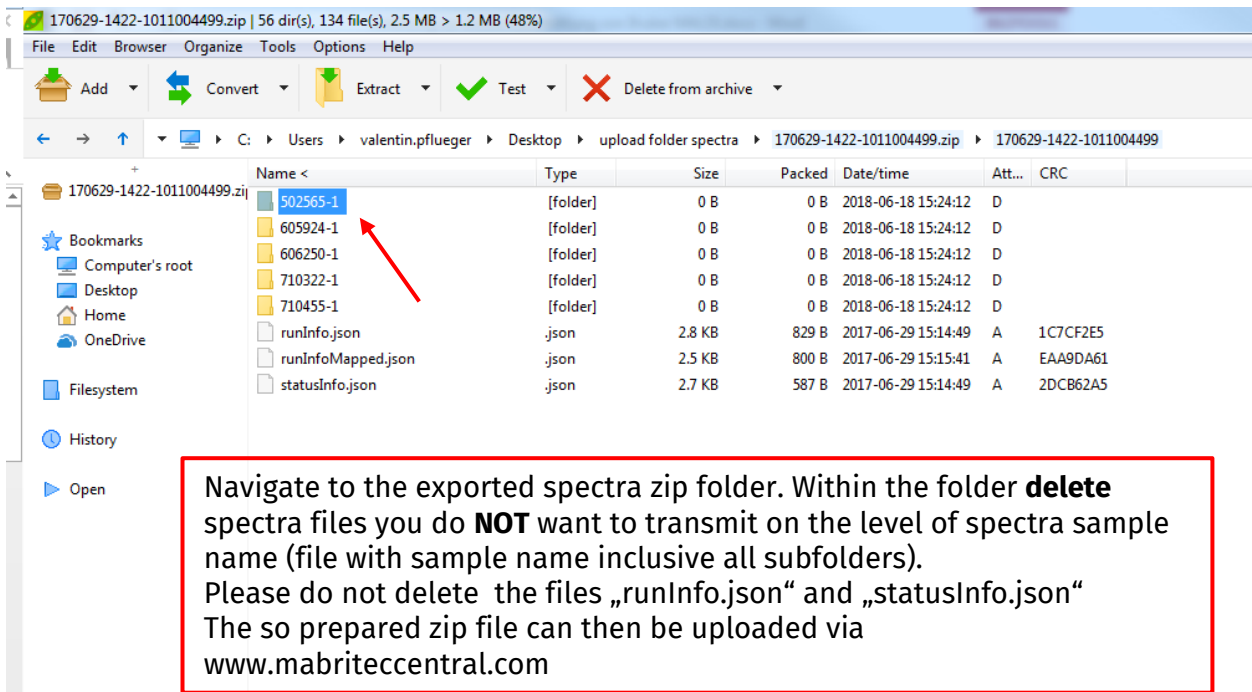 170629-1422-1011004499.zip | 56 dir(s), 134 file(s), 2.5 MB > 1.2 MB (48%)
File Edit Browser Organize Tools Options Help
Add Convert Extract Test Delete from archive
C: Users valentin.pflueger Desktop upload folder spectra 170629-1422-1011004499.zip 170629-1422-1011004499
Name < Type Size Packed Date/time Att... CRC
170629-1422-1011004499.zi
502565-1 [folder] 0 B 0 B 2018-06-18 15:24:12 D
605924-1 [folder] 0 B 0 B 2018-06-18 15:24:12 D
606250-1 [folder] 0 B 0 B 2018-06-18 15:24:12 D
710322-1 [folder] 0 B 0 B 2018-06-18 15:24:12 D
710455-1 [folder] 0 B 0 B 2018-06-18 15:24:12 D
runInfo.json .json 2.8 KB 829 B 2017-06-29 15:14:49 A 1C7CF2E5
runInfoMapped.json .json 2.5 KB 800 B 2017-06-29 15:15:41 A EAA9DA61
statusInfo.json .json 2.7 KB 587 B 2017-06-29 15:14:49 A 2DCB62A5
Bookmarks
Computer's root
Desktop
Home
OneDrive
Filesystem
History
Open
Navigate to the exported spectra zip folder. Within the folder delete
spectra files you do NOT want to transmit on the level of spectra sample
name (file with sample name inclusive all subfolders).
Please do not delete the files „runInfo.json“ and „statusInfo.json“
The so prepared zip file can then be uploaded via
www.mabriteccentral.com